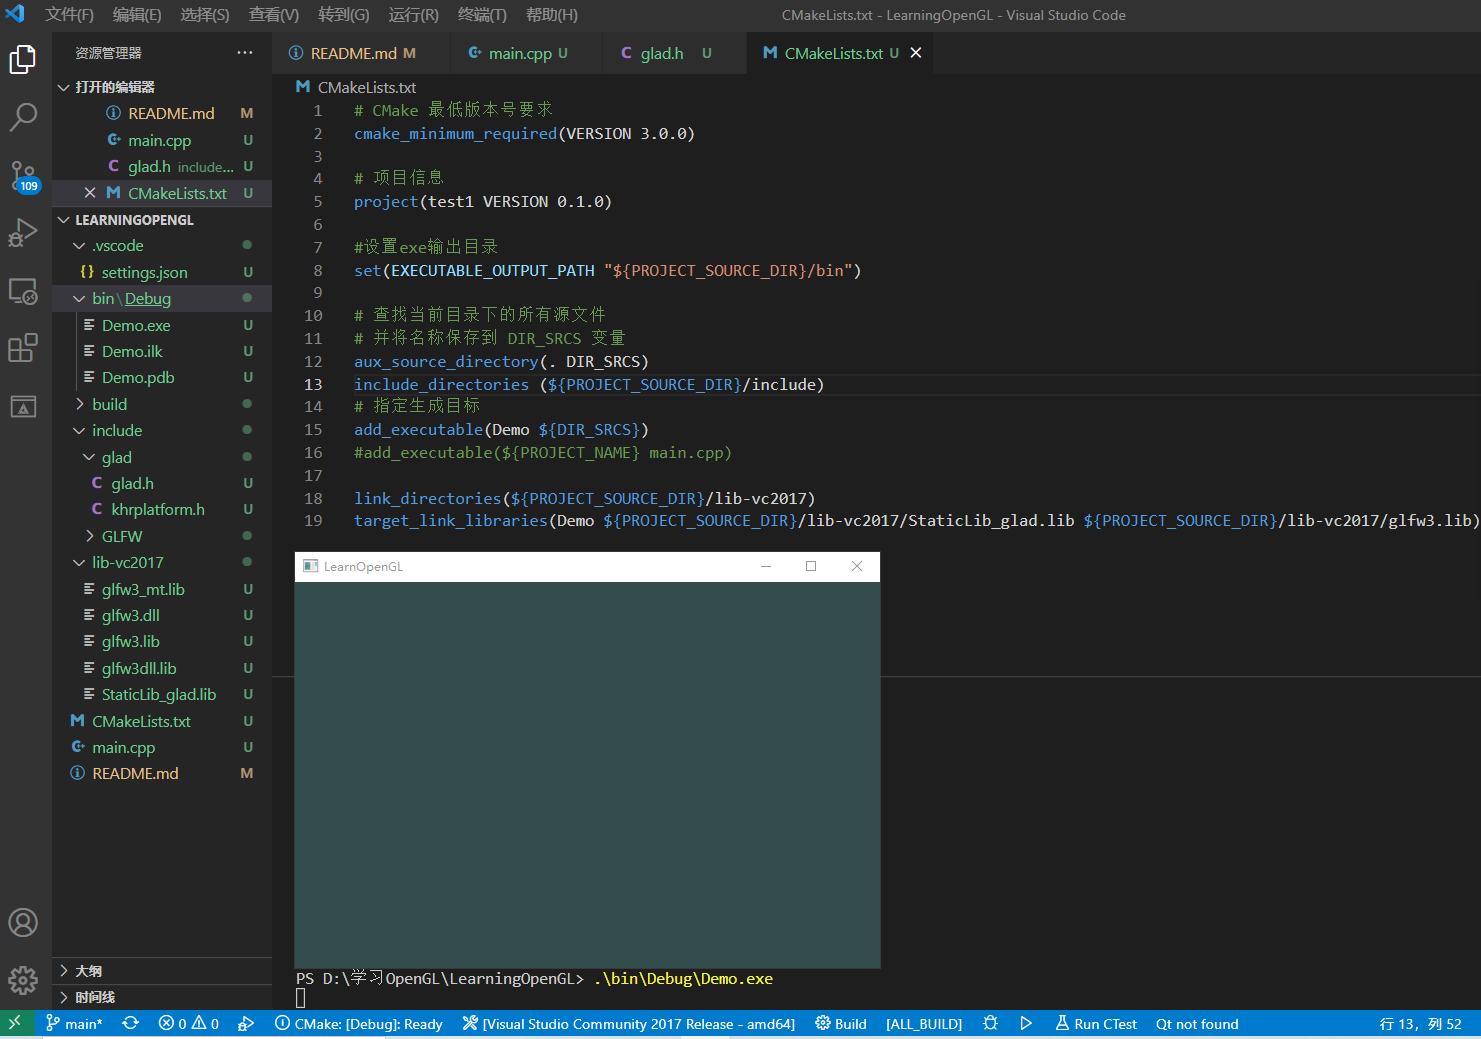 文件(F) 编辑(E) 选择(S) 查看(V) 转到(G) 运行(R) 终端(T) 帮助(H) CMakeLists.txt - LearningOpenGL - Visual Studio Code
资源管理器 ···
打开的编辑器
README.md M
main.cpp U
glad.h include... U
CMakeLists.txt U
LEARNINGOPENGL
.vscode
{} settings.json U
bin\Debug
Demo.exe U
Demo.ilk U
Demo.pdb U
build
include
glad
C glad.h U
C khrplatform.h U
GLFW
lib-vc2017
glfw3_mt.lib U
glfw3.dll U
glfw3.lib U
glfw3dll.lib U
StaticLib_glad.lib U
M CMakeLists.txt U
main.cpp U
README.md M
大纲
时间线
109
README.md M main.cpp U C glad.h U M CMakeLists.txt U
M CMakeLists.txt
1 # CMake 最低版本号要求
2 cmake_minimum_required(VERSION 3.0.0)
3
4 # 项目信息
5 project(test1 VERSION 0.1.0)
6
7 #设置exe输出目录
8 set(EXECUTABLE_OUTPUT_PATH "${PROJECT_SOURCE_DIR}/bin")
9
10 # 查找当前目录下的所有源文件
11 # 并将名称保存到 DIR_SRCS 变量
12 aux_source_directory(. DIR_SRCS)
13 include_directories (${PROJECT_SOURCE_DIR}/include)
14 # 指定生成目标
15 add_executable(Demo ${DIR_SRCS})
16 #add_executable(${PROJECT_NAME} main.cpp)
17
18 link_directories(${PROJECT_SOURCE_DIR}/lib-vc2017)
19 target_link_libraries(Demo ${PROJECT_SOURCE_DIR}/lib-vc2017/StaticLib_glad.lib ${PROJECT_SOURCE_DIR}/lib-vc2017/glfw3.lib)
LearnOpenGL
PS D:\学习OpenGL\LearningOpenGL> .\bin\Debug\Demo.exe
main* 0 0 CMake: [Debug]: Ready [Visual Studio Community 2017 Release - amd64] Build [ALL_BUILD] Run CTest Qt not found 行 13，列 52